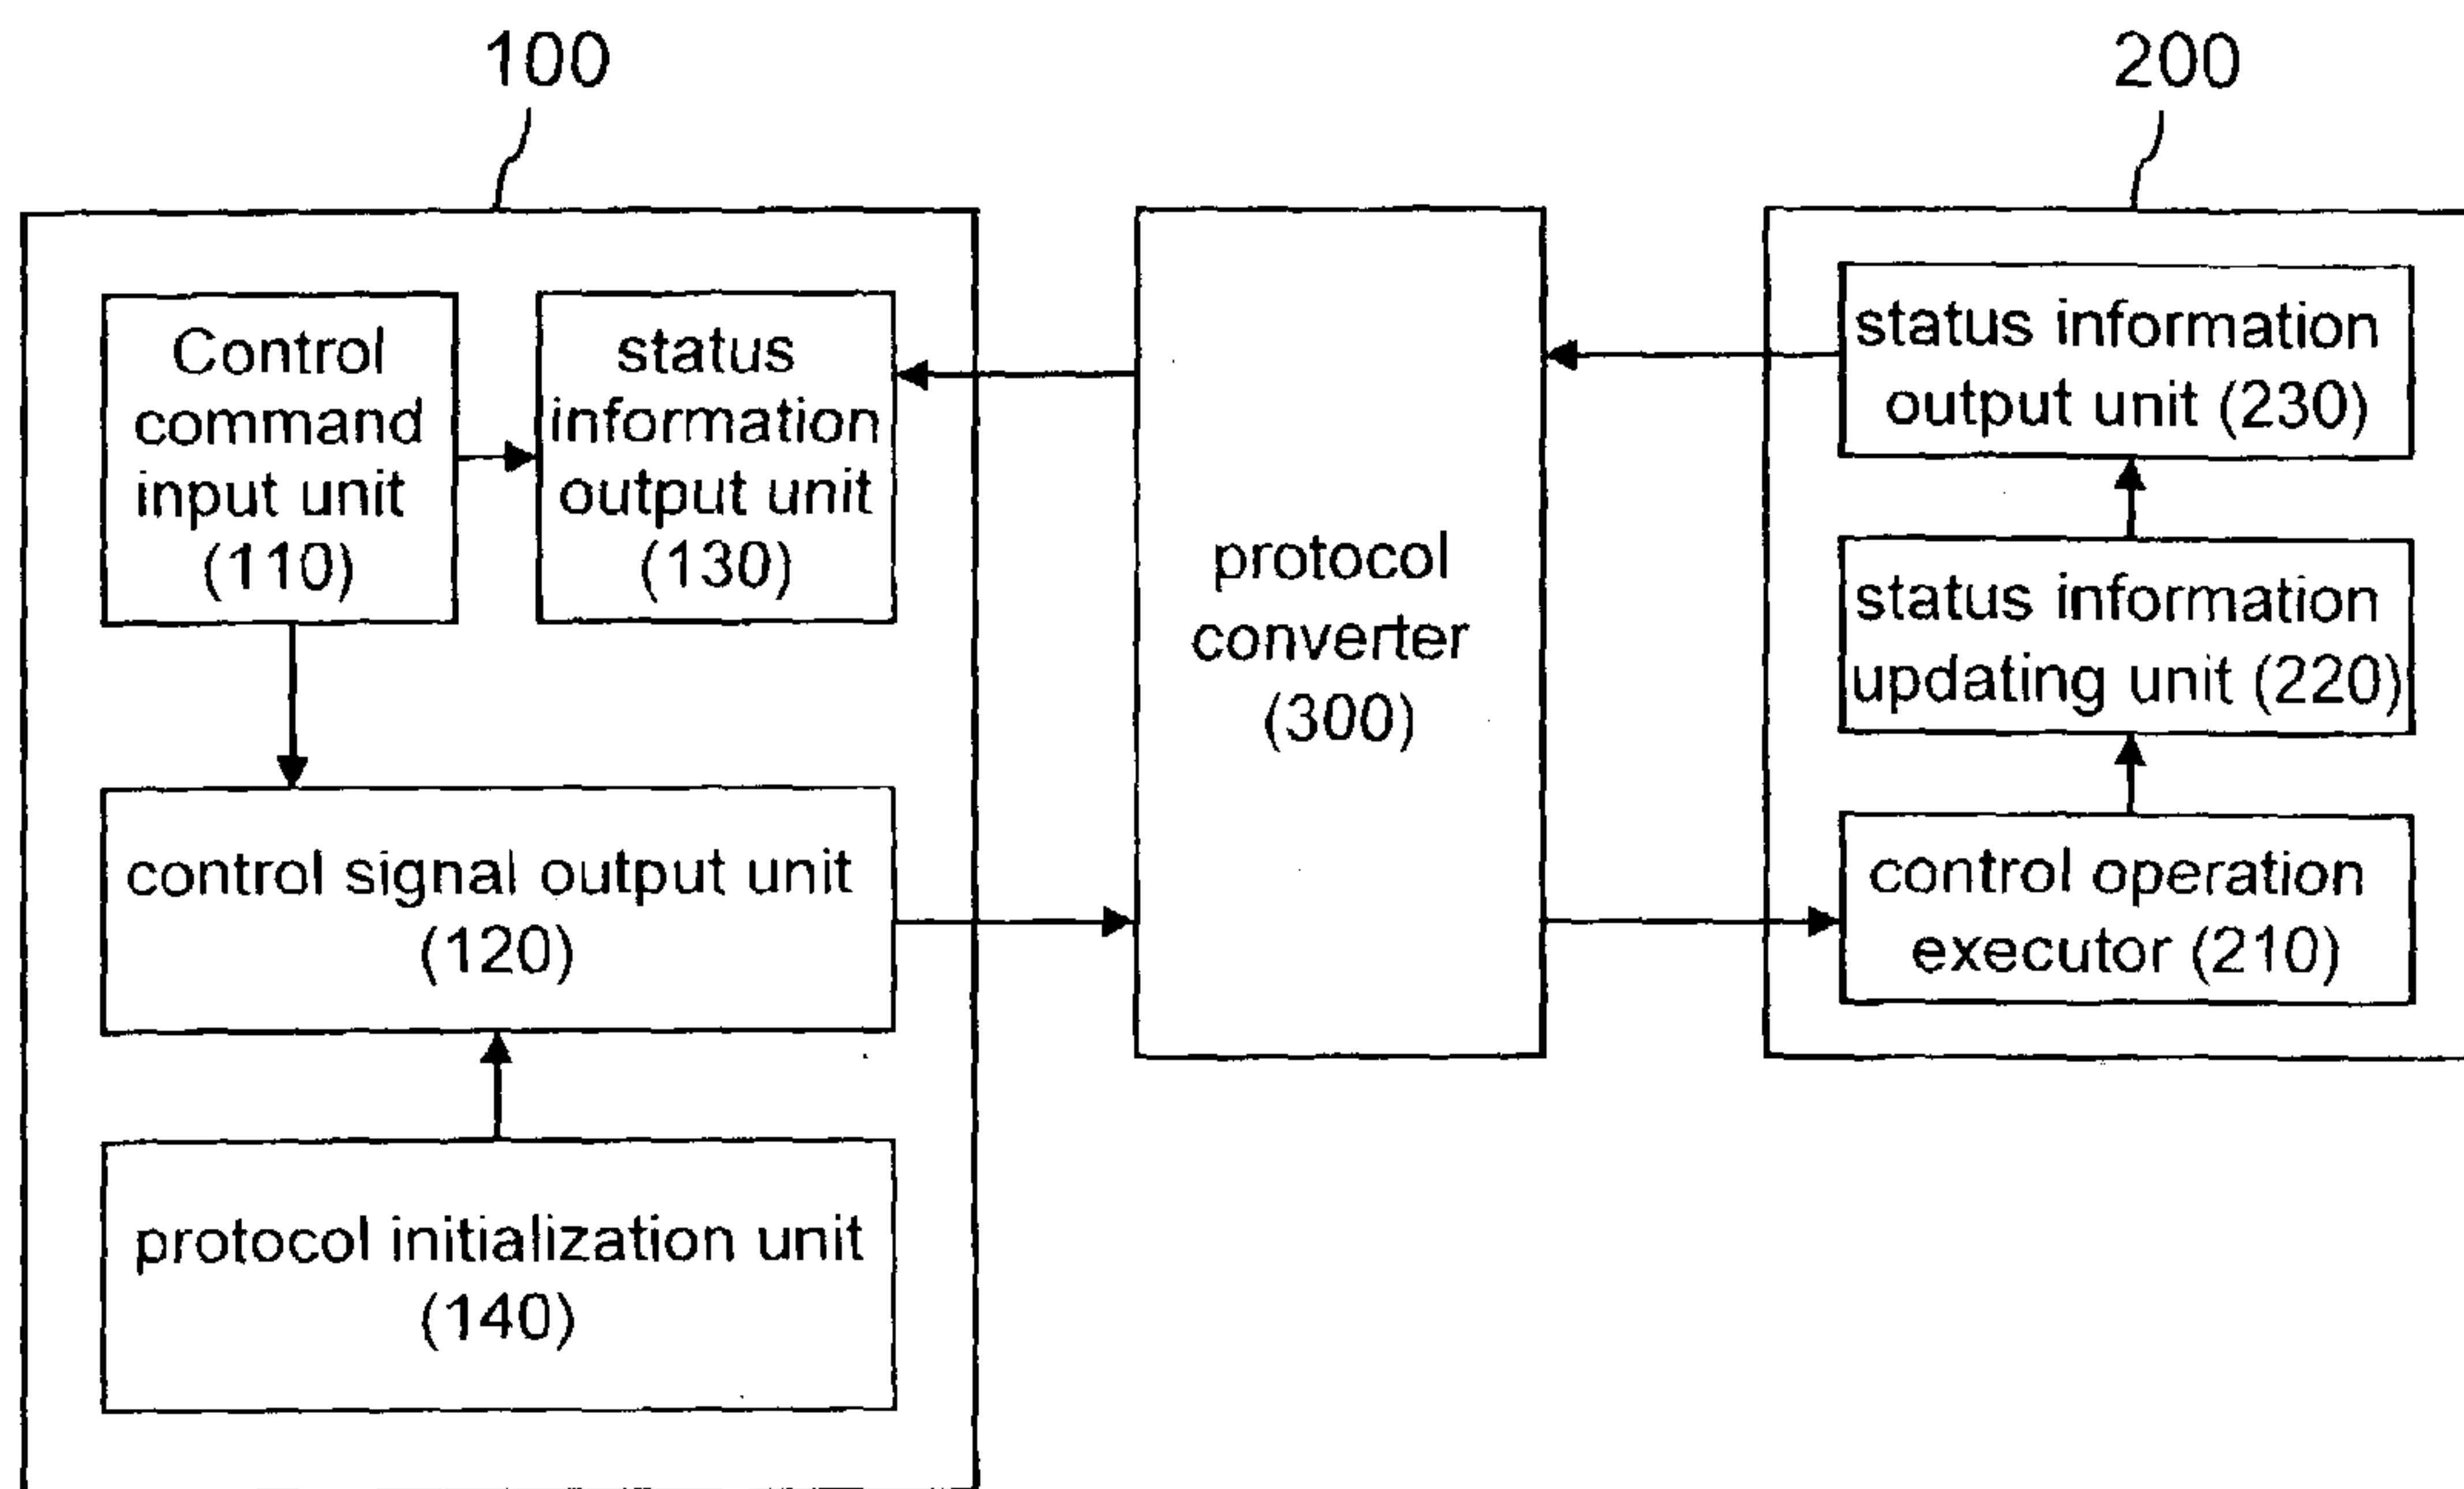 100
200
Control
command
input unit
(110)
status
information
output unit
(130)
control signal output unit
(120)
protocol initialization unit
(140)
protocol
converter
(300)
status information
output unit (230)
status information
updating unit (220)
control operation
executor (210)